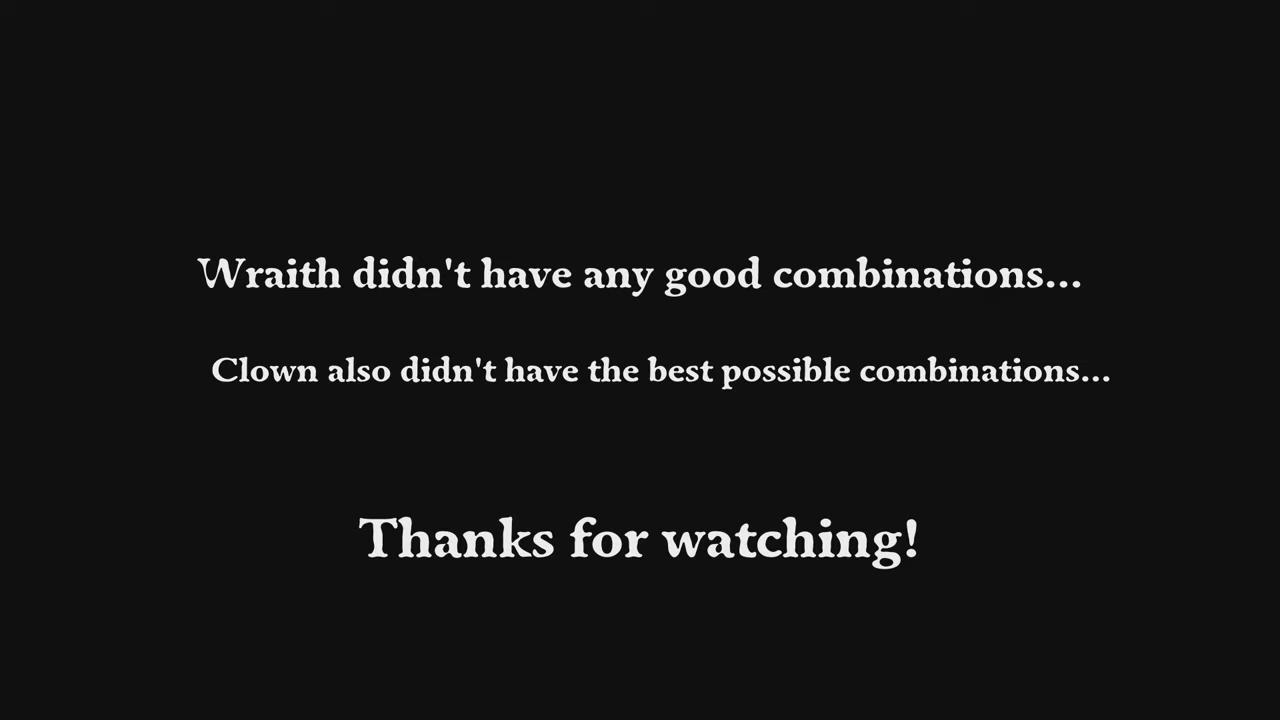 Wraith didn't have any good combinations...
Clown also didn't have the best possible combinations...
Thanks for watching!